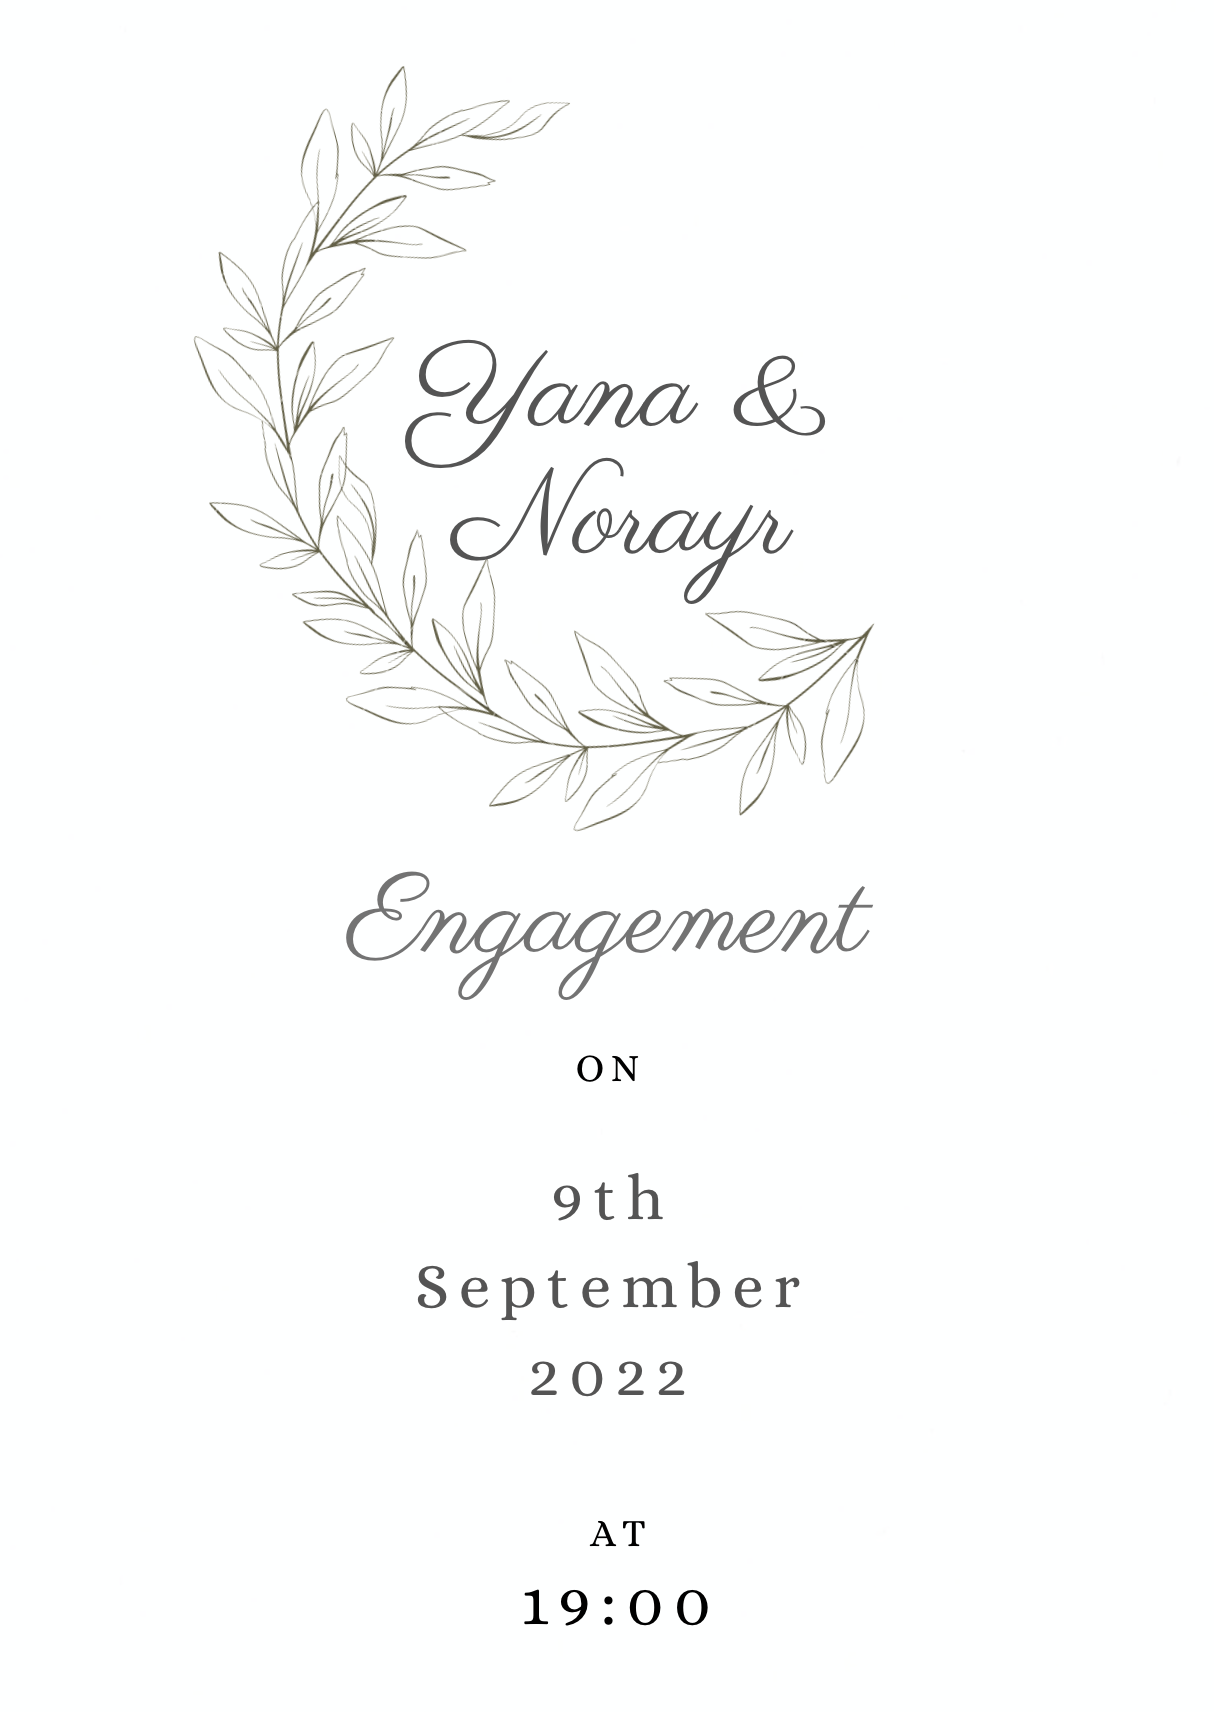 Yana &
Norayr
Engagement
ON
9th
September
2022
AT
19:00